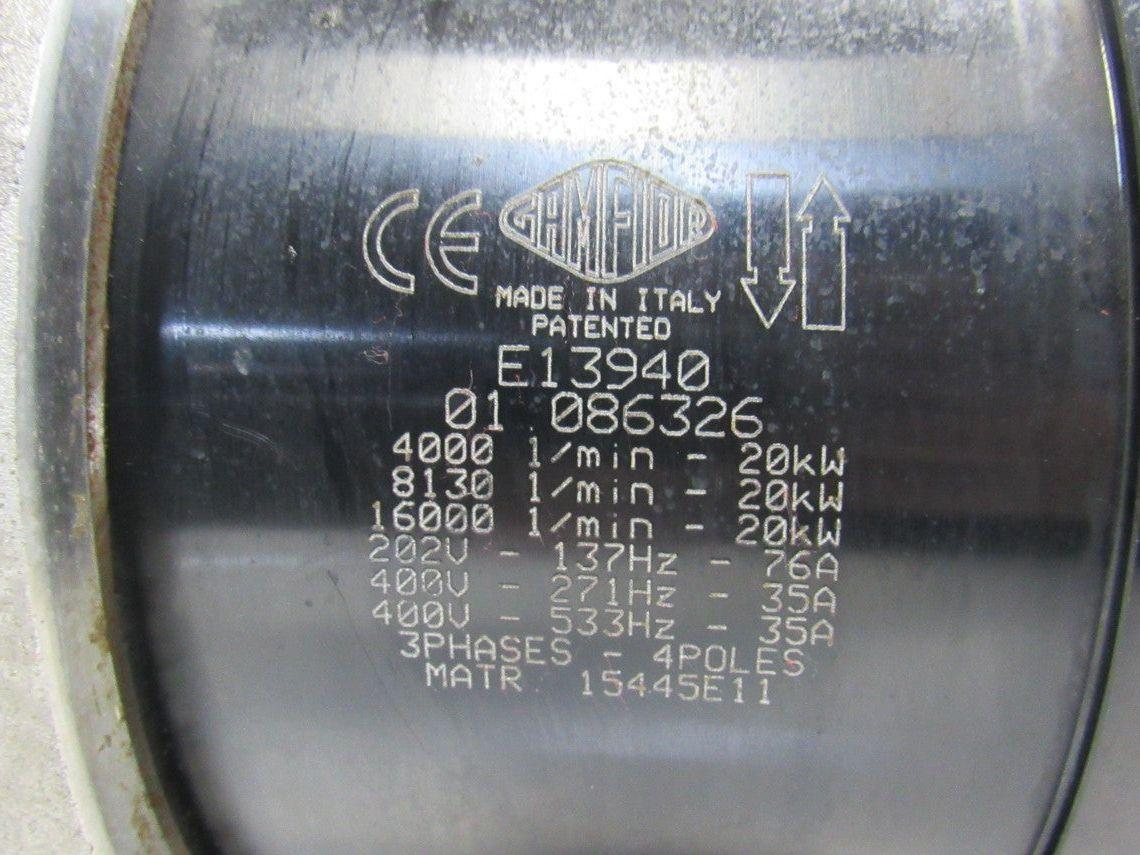 CE GAMFIOR
MADE IN ITALY
PATENTED
E13940
01 086326
4000 1/min - 20kW
8130 1/min - 20kW
16000 1/min - 20kW
202V - 137Hz - 76A
400V - 271Hz - 35A
400V - 533Hz - 35A
3PHASES - 4POLES
MATR 15445E11